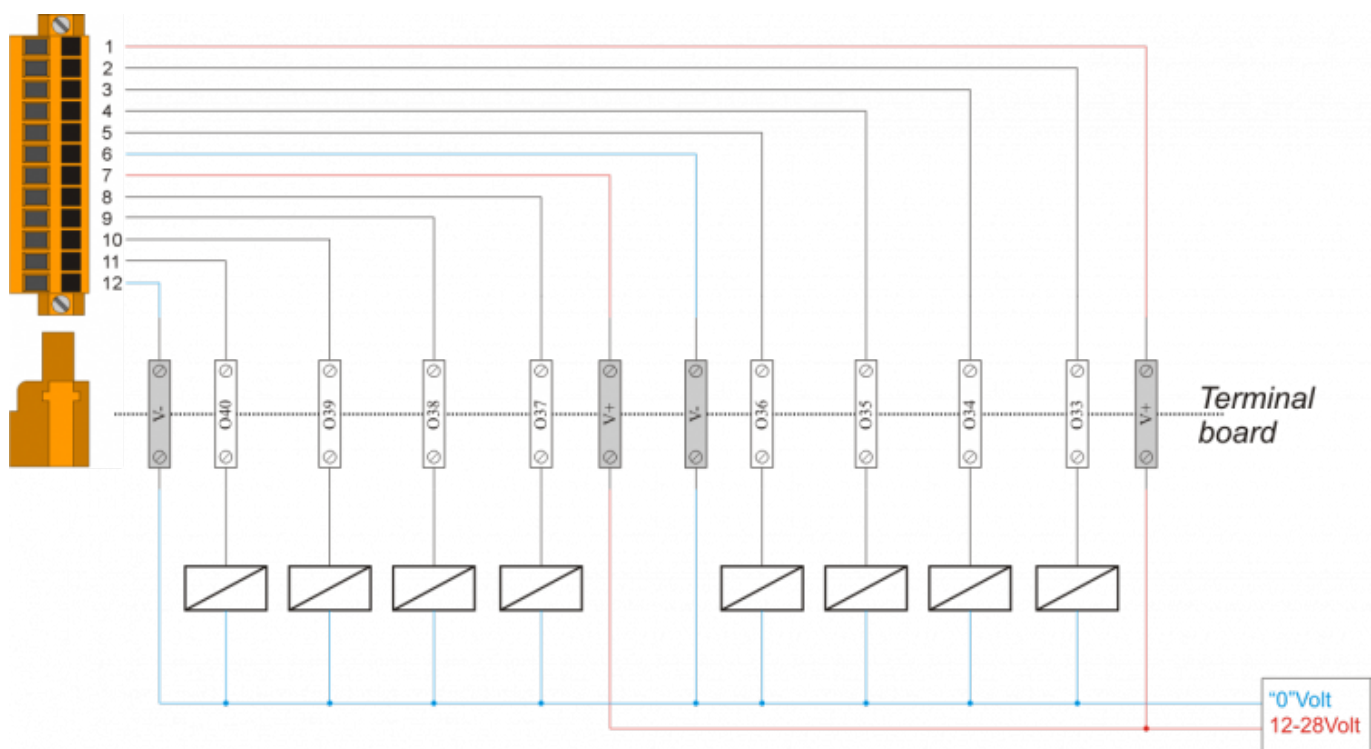 1
2
3
4
5
6
7
8
9
10
11
12
V-
O40
O39
O38
O37
V+
V-
O36
O35
O34
O33
V+
Terminal
board
"0"Volt
12-28Volt